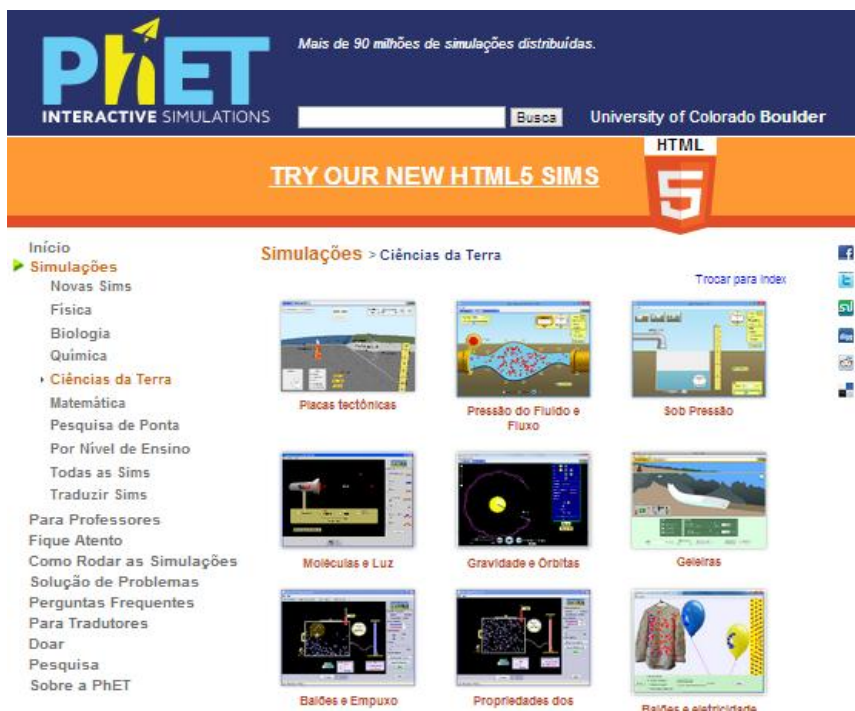 Mais de 90 milhões de simulações distribuídas.
PhET
INTERACTIVE SIMULATIONS
Busca
University of Colorado Boulder
TRY OUR NEW HTML5 SIMS
HTML
5
Início
Simulações
Novas Sims
Física
Biologia
Química
Ciências da Terra
Matemática
Pesquisa de Ponta
Por Nível de Ensino
Todas as Sims
Traduzir Sims
Para Professores
Fique Atento
Como Rodar as Simulações
Solução de Problemas
Perguntas Frequentes
Para Tradutores
Doar
Pesquisa
Sobre a PhET
Simulações > Ciências da Terra
Trocar para Index
Placas tectônicas
Pressão do Fluido e
Fluxo
Sob Pressão
Moléculas e Luz
Gravidade e Órbitas
Geleiras
Balões e Empuxo
Propriedades dos
Balões e eletricidade